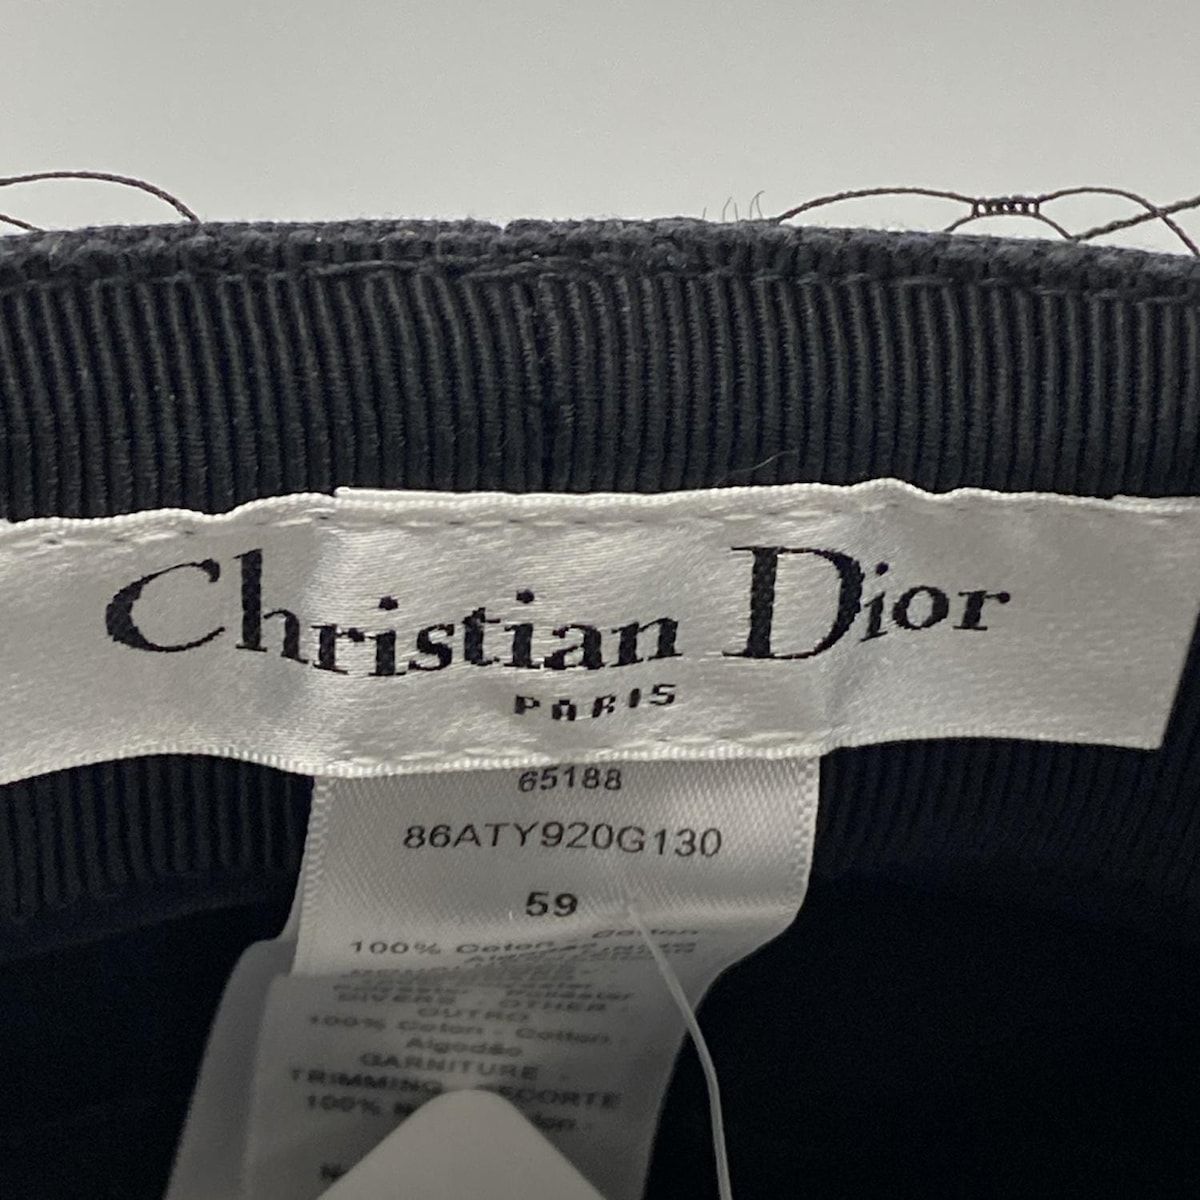 Christian Dior
PARIS
65188
86ATY920G130
59
100% Coton
DIVERS - OTHER -
OUTRO
100% Coton - Cotton -
Algodão
GARNITURE -
TRIMMING
100%